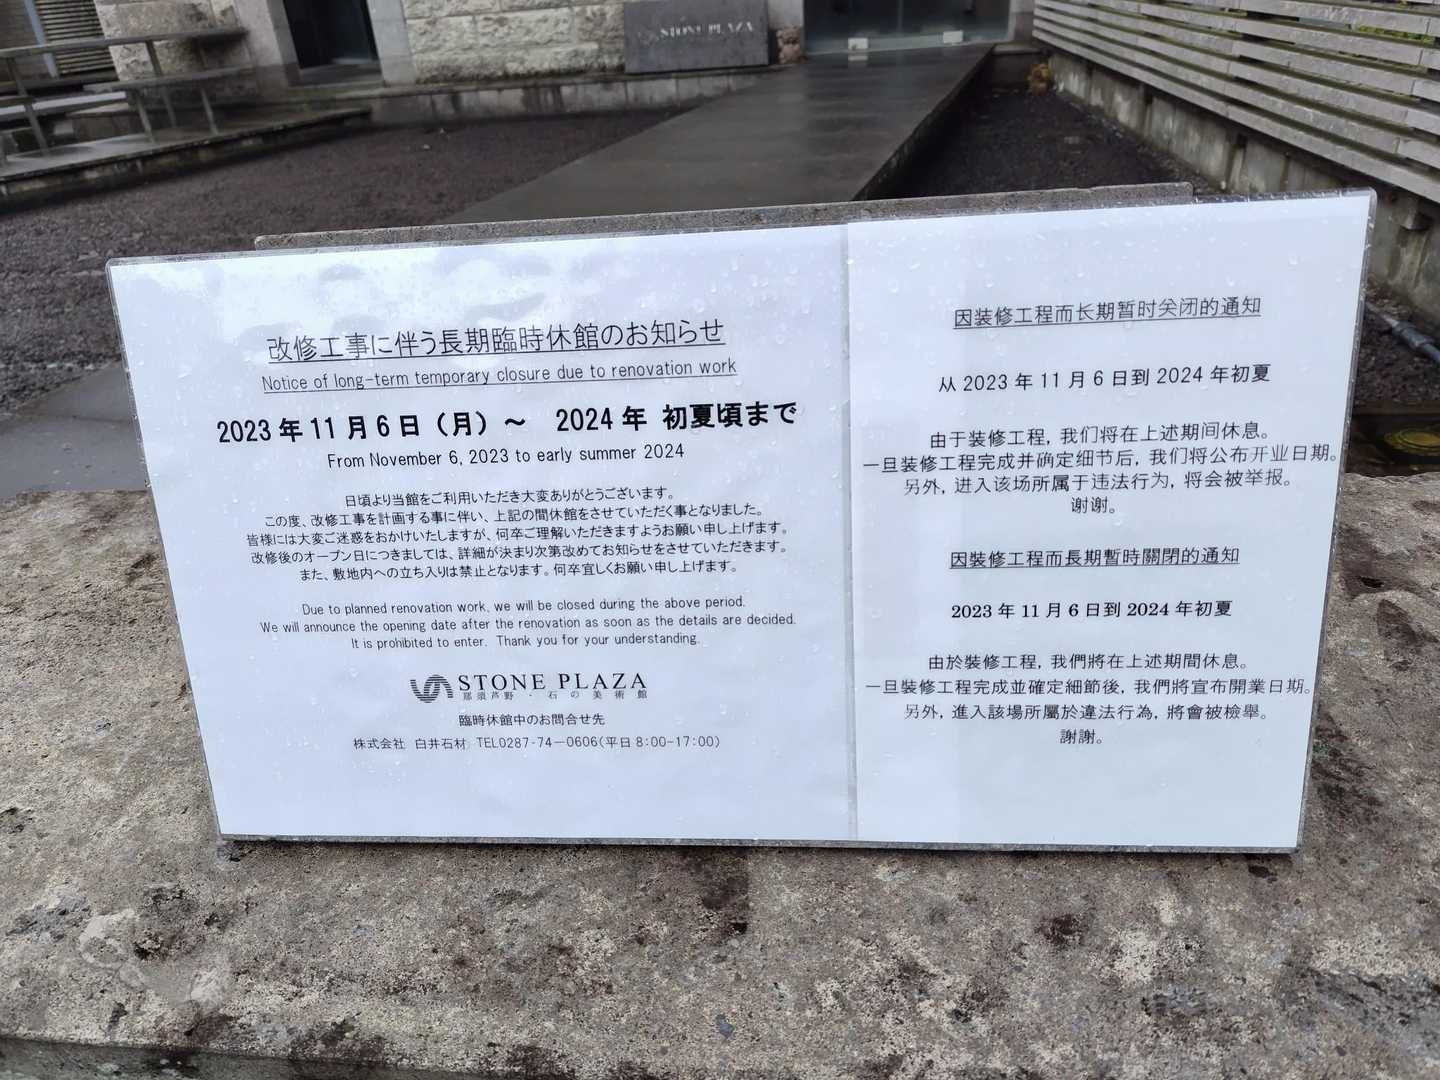 STONE PLAZA
改修工事に伴う長期臨時休館のお知らせ
Notice of long-term temporary closure due to renovation work
2023年11月6日（月）～ 2024年 初夏頃まで
From November 6, 2023 to early summer 2024
日頃より当館をご利用いただき大変ありがとうございます。
この度、改修工事を計画する事に伴い、上記の間休館をさせていただく事となりました。
皆様には大変ご迷惑をおかけいたしますが、何卒ご理解いただきますようお願い申し上げます。
改修後のオープン日につきましては、詳細が決まり次第改めてお知らせをさせていただきます。
また、敷地内への立ち入りは禁止となります。何卒宜しくお願い申し上げます。
Due to planned renovation work, we will be closed during the above period.
We will announce the opening date after the renovation as soon as the details are decided.
It is prohibited to enter. Thank you for your understanding.
STONE PLAZA
那須芦野・石の美術館
臨時休館中のお問合せ先
株式会社 白井石材 TEL0287-74-0606(平日 8:00-17:00)
因装修工程而长期暂时关闭的通知
从 2023 年 11 月 6 日到 2024 年初夏
由于装修工程, 我们将在上述期间休息。
一旦装修工程完成并确定细节后, 我们将公布开业日期。
另外, 进入该场所属于违法行为, 将会被举报。
谢谢。
因裝修工程而長期暫時關閉的通知
2023 年 11 月 6 日到 2024 年初夏
由於裝修工程, 我們將在上述期間休息。
一旦裝修工程完成並確定細節後, 我們將宣布開業日期。
另外, 進入該場所屬於違法行為, 將會被檢舉。
謝謝。